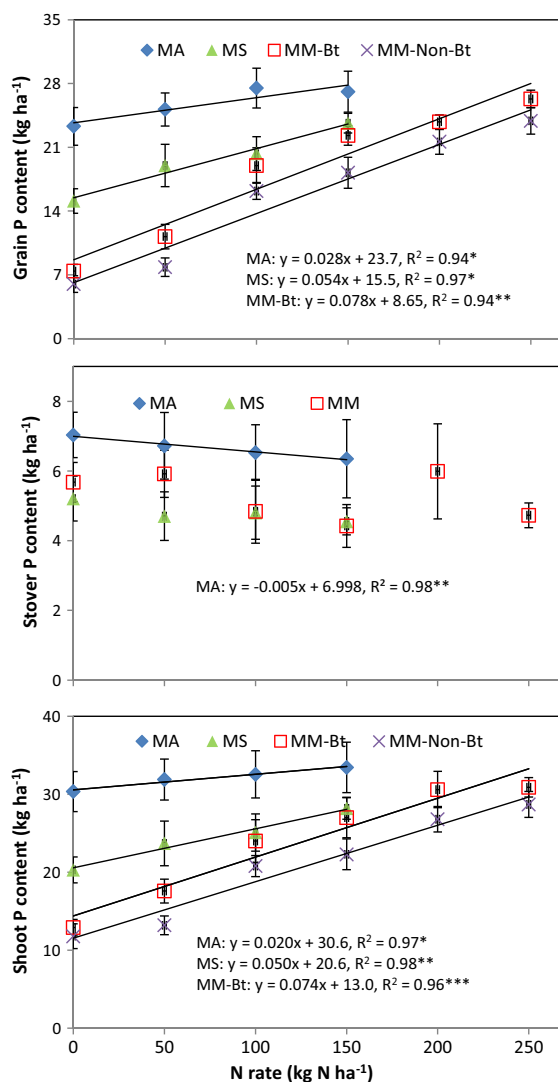 35
28
21
14
7
0
Grain P content (kg ha⁻¹)
MA MS MM-Bt MM-Non-Bt
MA: y = 0.028x + 23.7, R² = 0.94*
MS: y = 0.054x + 15.5, R² = 0.97*
MM-Bt: y = 0.078x + 8.65, R² = 0.94**
8
6
4
2
0
Stover P content (kg ha⁻¹)
MA MS MM
MA: y = -0.005x + 6.998, R² = 0.98**
40
30
20
10
0
Shoot P content (kg ha⁻¹)
MA MS MM-Bt MM-Non-Bt
MA: y = 0.020x + 30.6, R² = 0.97*
MS: y = 0.050x + 20.6, R² = 0.98**
MM-Bt: y = 0.074x + 13.0, R² = 0.96***
0 50 100 150 200 250
N rate (kg N ha⁻¹)